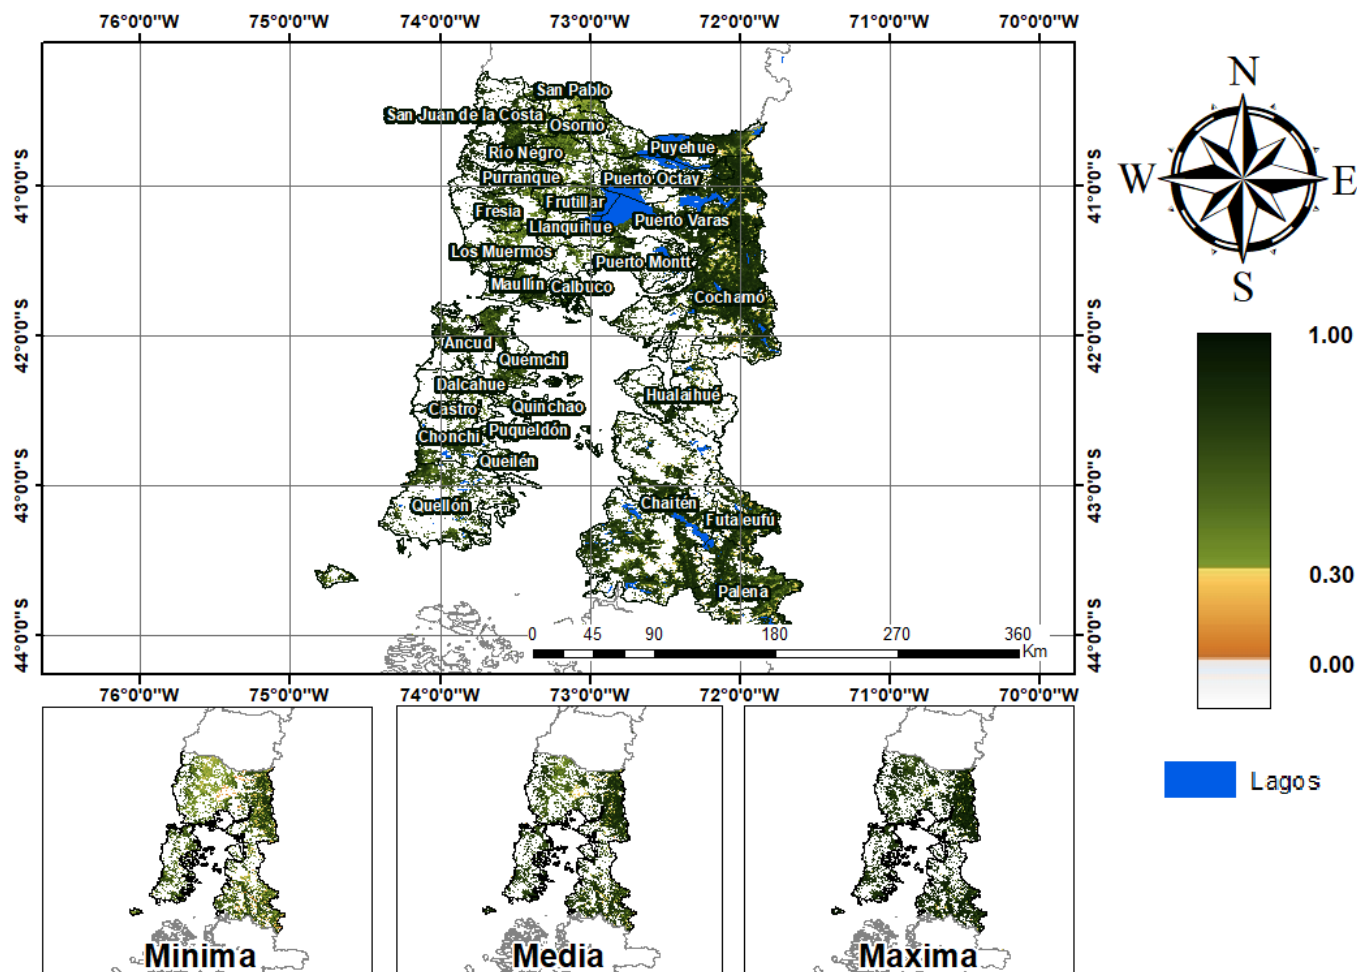 76°0'0"W 75°0'0"W 74°0'0"W 73°0'0"W 72°0'0"W 71°0'0"W 70°0'0"W
N
W E
S
41°0'0"S 41°0'0"S
42°0'0"S 42°0'0"S
43°0'0"S 43°0'0"S
44°0'0"S 44°0'0"S
San Pablo
San Juan de la Costa
Osorno
Puyehue
Rio Negro
Purranque
Puerto Octay
Frutillar
Fresia
Puerto Varas
Llanquihue
Los Muermos
Puerto Montt
Maullín
Calbuco
Cochamó
Ancud
Quemchi
Dalcahue
Hualaihué
Castro
Quinchao
Chonchi
Puqueldón
Queilén
Quellón
Chaitén
Futaleufú
Palena
0 45 90 180 270 360
Km
76°0'0"W 75°0'0"W 74°0'0"W 73°0'0"W 72°0'0"W 71°0'0"W 70°0'0"W
1.00
0.30
0.00
Lagos
Minima
Media
Maxima